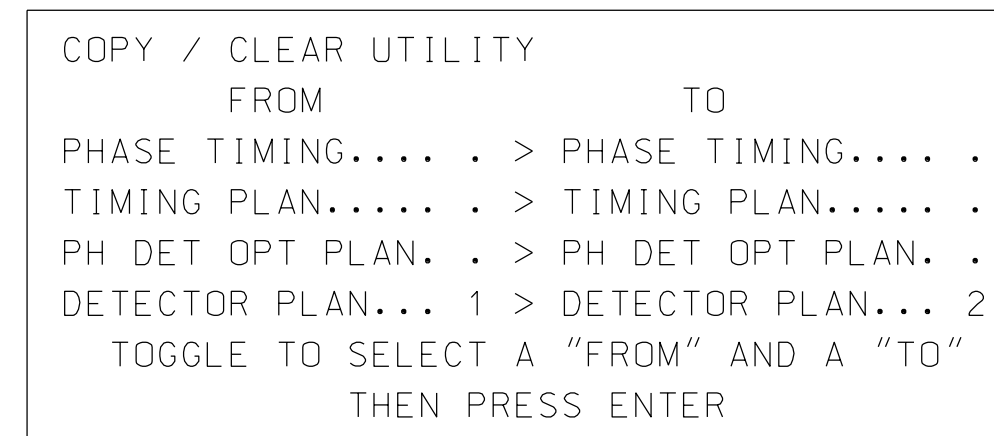 COPY / CLEAR UTILITY
FROM TO
PHASE TIMING.... . > PHASE TIMING.... .
TIMING PLAN..... . > TIMING PLAN..... .
PH DET OPT PLAN. . > PH DET OPT PLAN. .
DETECTOR PLAN... 1 > DETECTOR PLAN... 2
TOGGLE TO SELECT A "FROM" AND A "TO"
THEN PRESS ENTER